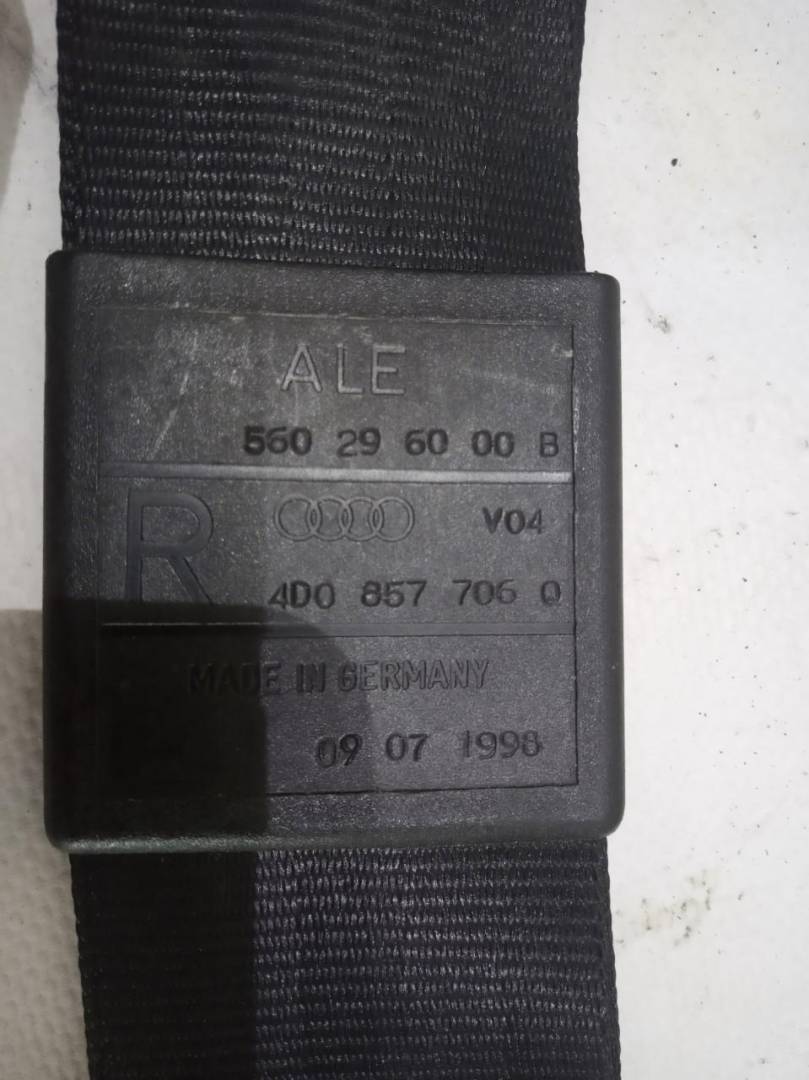 ALE
560 29 60 00 B
R V04
4D0 857 706 Q
MADE IN GERMANY
09 07 1998